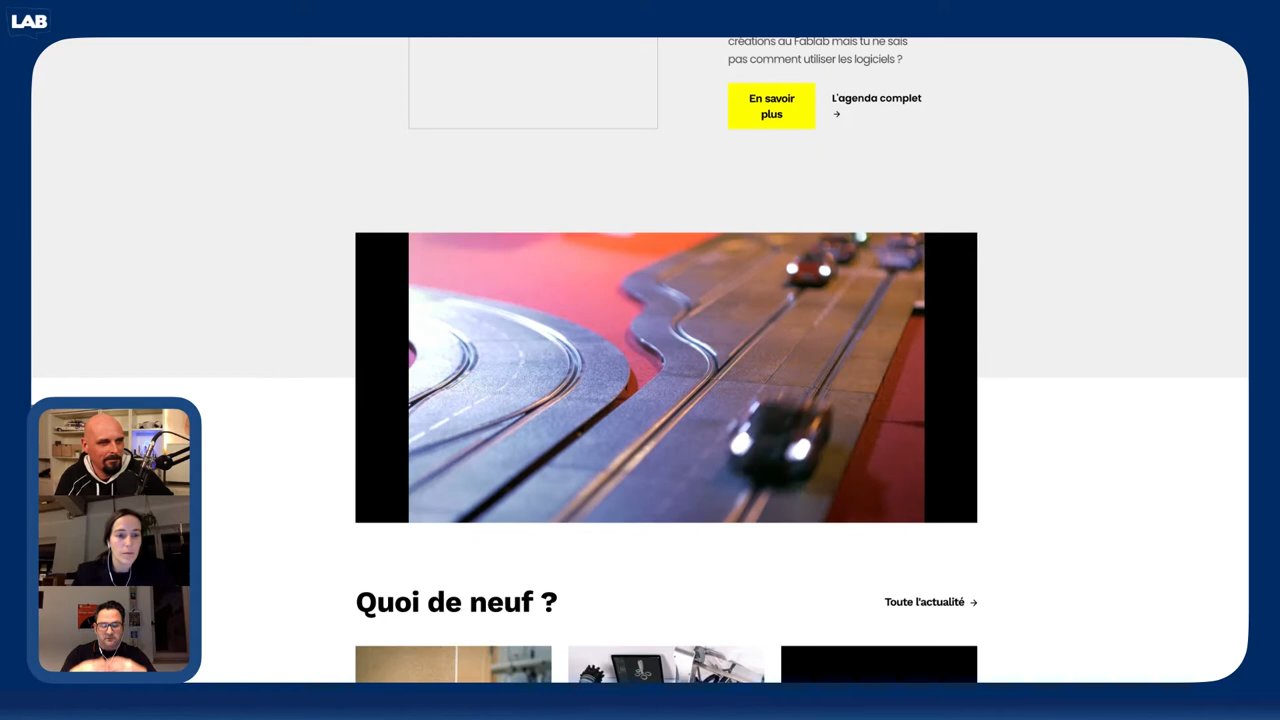 LAB
créations au Fablab mais tu ne sais
pas comment utiliser les logiciels ?
En savoir
plus
L'agenda complet
→
Quoi de neuf ?
Toute l'actualité →